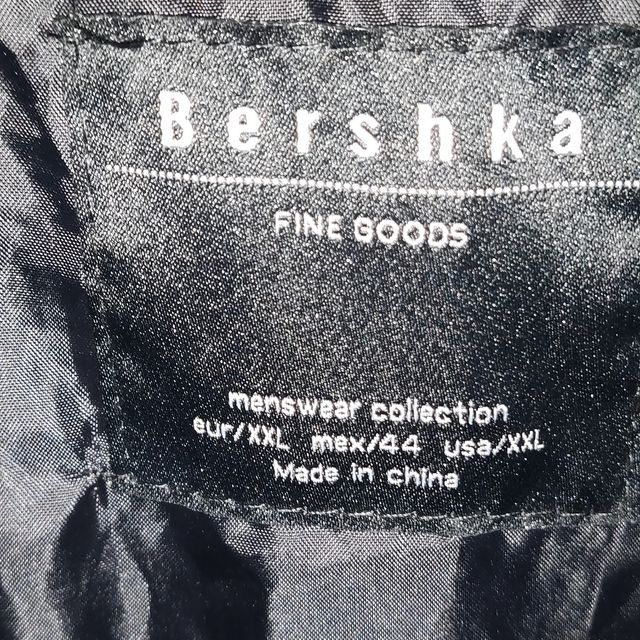 Bershka
FINE GOODS
menswear collection
eur/XXL mex/44 usa/XXL
Made in china